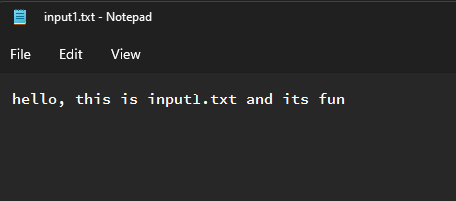 input1.txt - Notepad
File Edit View
hello, this is input1.txt and its fun